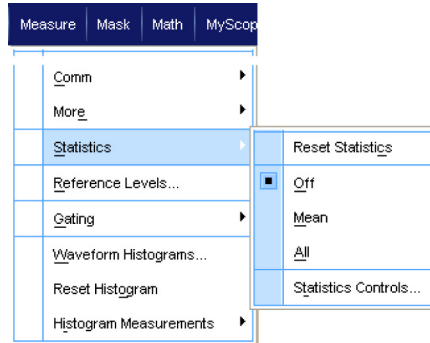 Measure Mask Math MyScop
Comm
More
Statistics
Reset Statistics
Off
Reference Levels...
Mean
Gating
All
Waveform Histograms...
Statistics Controls...
Reset Histogram
Histogram Measurements